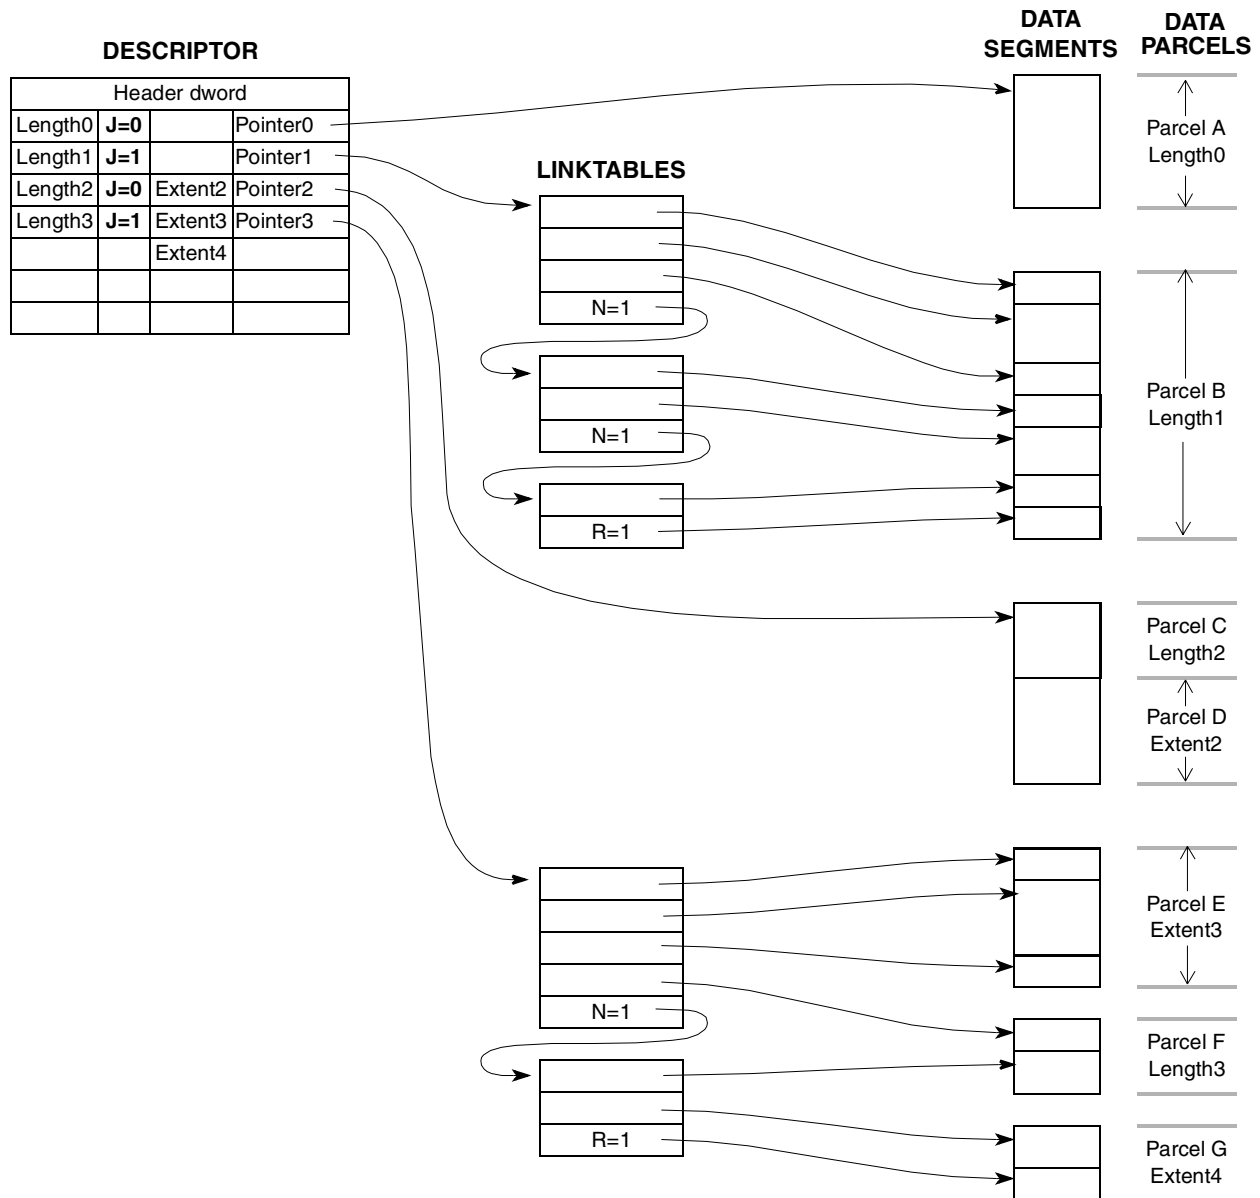 DESCRIPTOR
Header dword
Length0 J=0 Pointer0
Length1 J=1 Pointer1
Length2 J=0 Extent2 Pointer2
Length3 J=1 Extent3 Pointer3
Extent4
LINKTABLES
N=1
N=1
R=1
N=1
R=1
DATA
SEGMENTS
DATA
PARCELS
Parcel A
Length0
Parcel B
Length1
Parcel C
Length2
Parcel D
Extent2
Parcel E
Extent3
Parcel F
Length3
Parcel G
Extent4